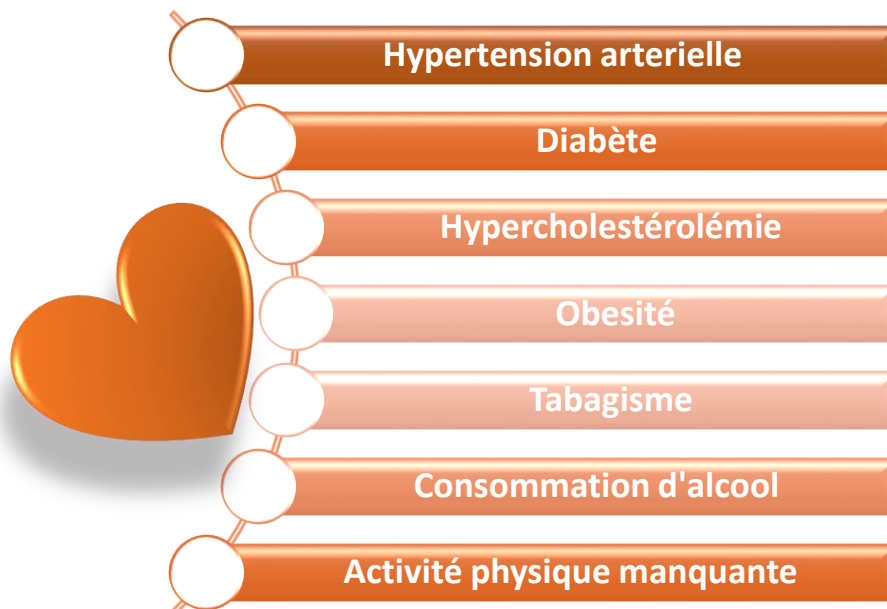 Hypertension arterielle
Diabète
Hypercholestérolémie
Obesité
Tabagisme
Consommation d'alcool
Activité physique manquante